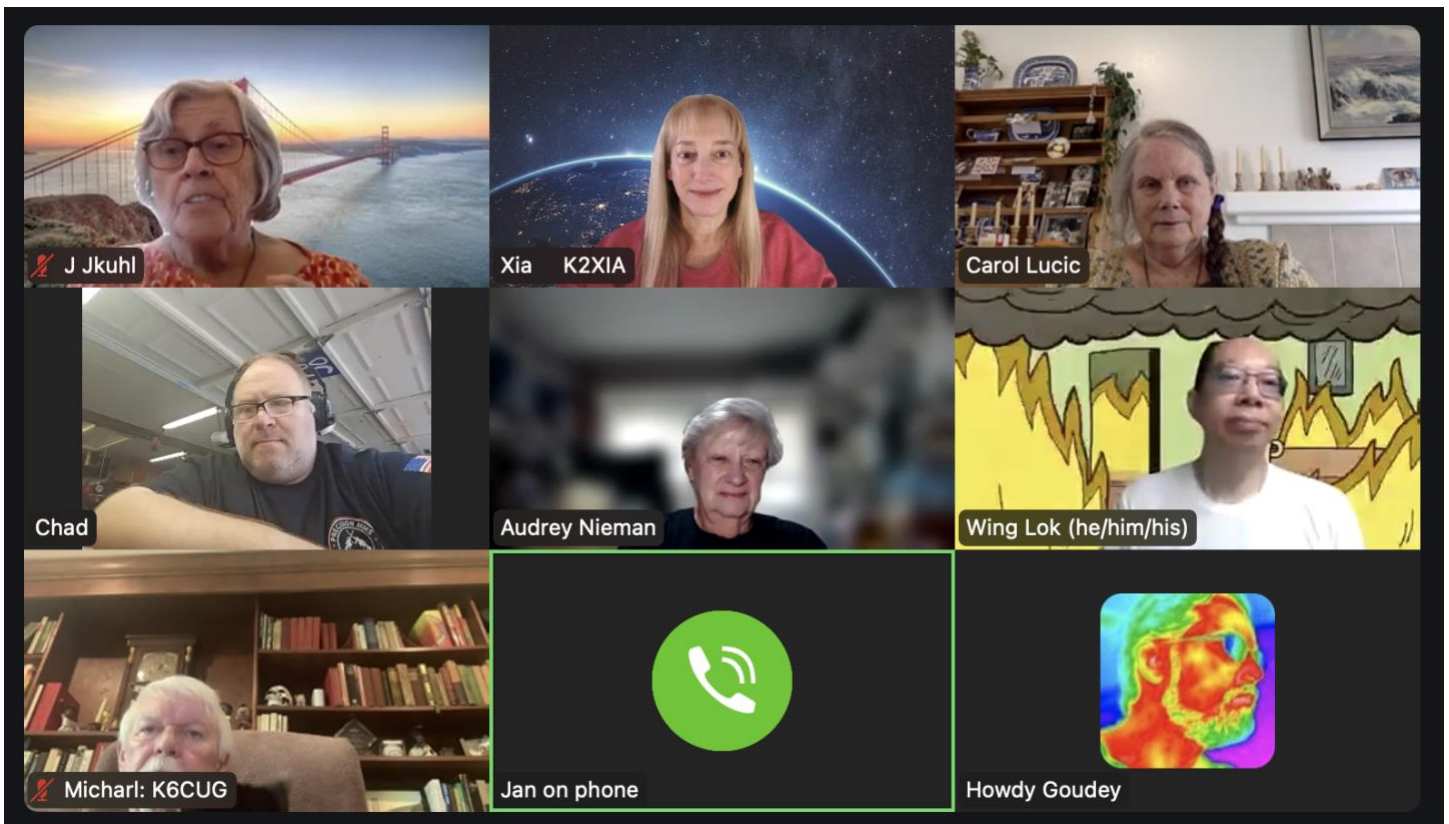 J Jkuhl
Xia K2XIA
Carol Lucic
Chad
Audrey Nieman
Wing Lok (he/him/his)
Micharl: K6CUG
Jan on phone
Howdy Goudey